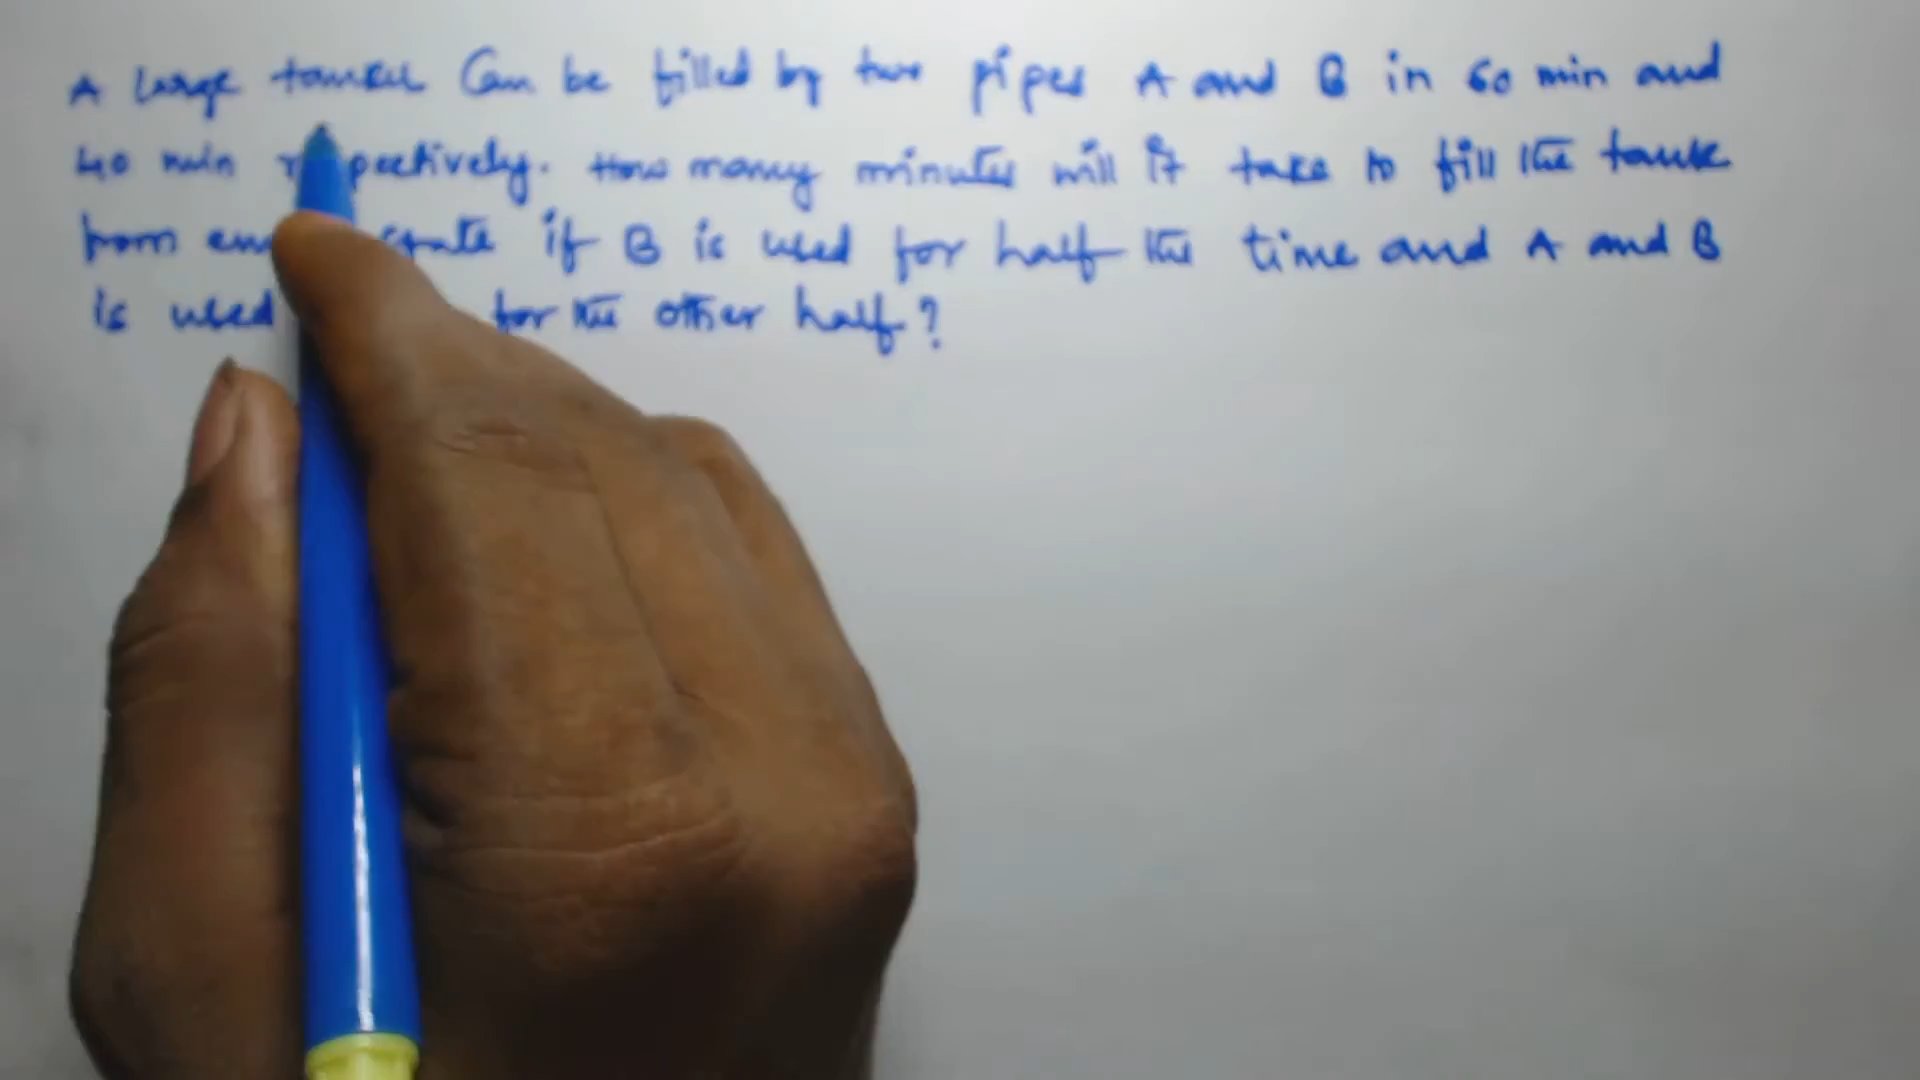 A large tanker can be filled by two pipes A and B in 60 min and
40 min respectively. How many minutes will it take to fill the tank
from state if B is used for half the time and A and B
is used for the other half?